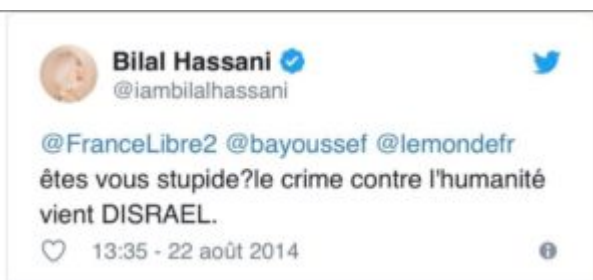 Bilal Hassani
@iambilalhassani
@FranceLibre2 @bayoussef @lemondefr
êtes vous stupide?le crime contre l'humanité
vient DISRAEL.
13:35 - 22 août 2014